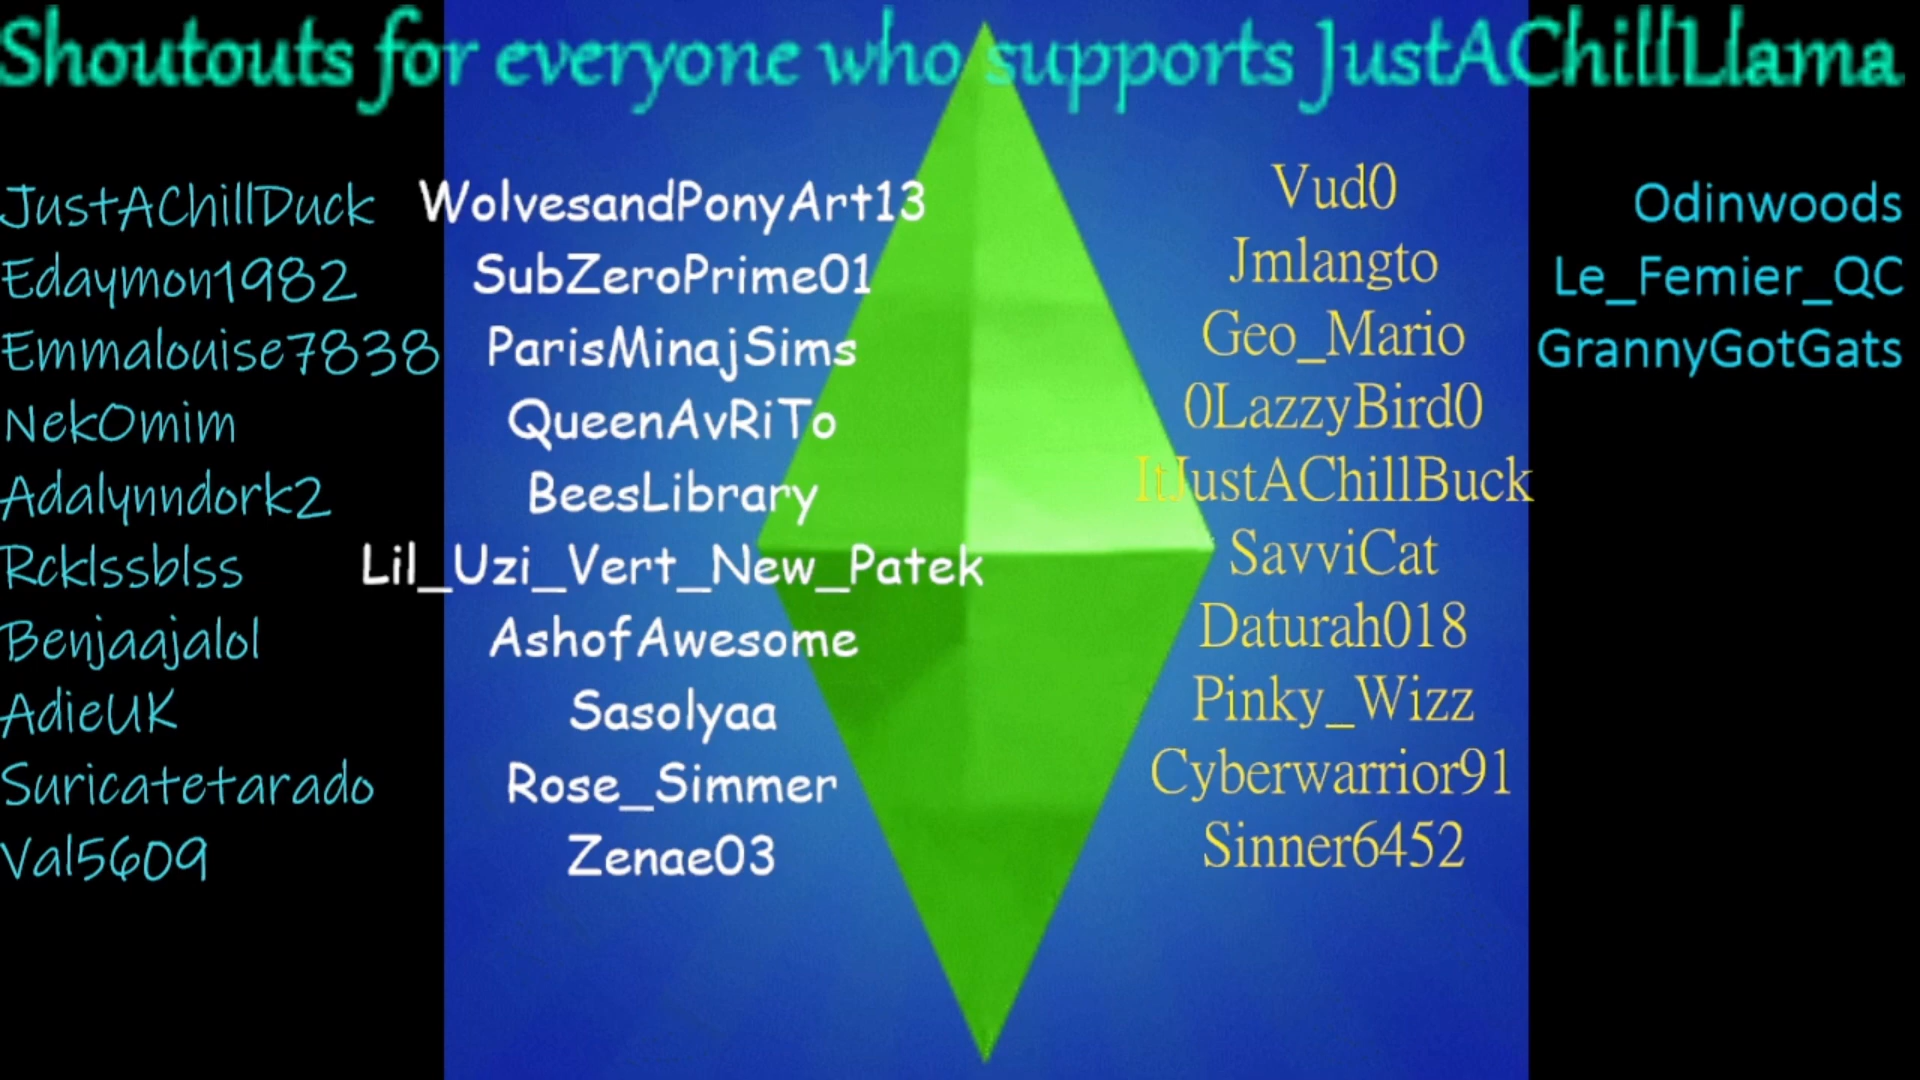 Shoutouts for everyone who supports JustAChillLlama
JustAChillDuck
Edaymon1982
Emmalouise7838
NekOmim
Adalynndork2
Rcklssblss
Benjaajalol
AdieUK
Suricatetarado
Val5609
WolvesandPonyArt13
SubZeroPrime01
ParisMinajSims
QueenAvRiTo
BeesLibrary
Lil_Uzi_Vert_New_Patek
AshofAwesome
Sasolyaa
Rose_Simmer
Zenae03
Vud0
Jmlangto
Geo_Mario
0LazzyBird0
ItJustAChillBuck
SavviCat
Daturah018
Pinky_Wizz
Cyberwarrior91
Sinner6452
Odinwoods
Le_Femier_QC
GrannyGotGats